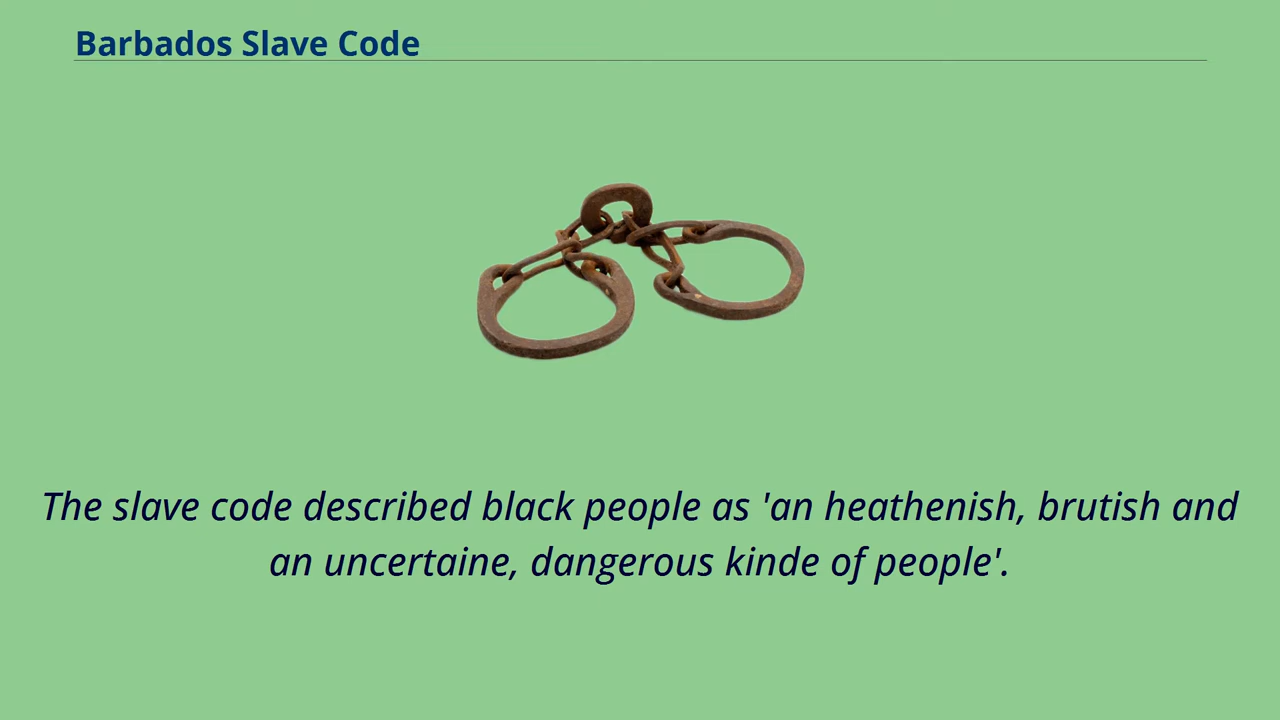 Barbados Slave Code
The slave code described black people as 'an heathenish, brutish and
an uncertaine, dangerous kinde of people'.